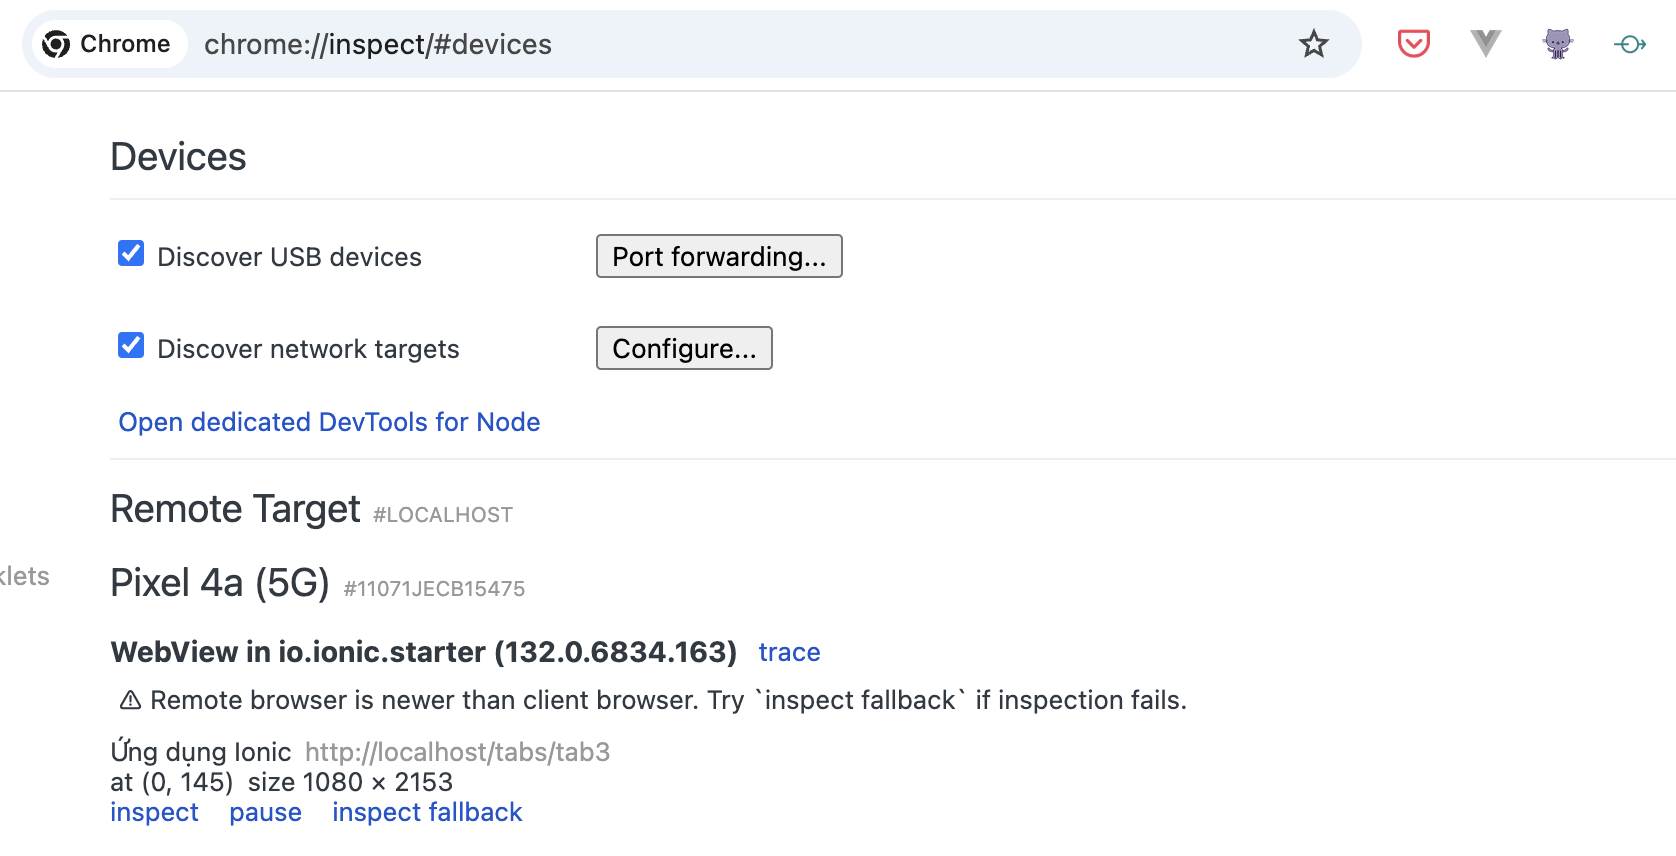 Chrome chrome://inspect/#devices
Devices
Discover USB devices Port forwarding...
Discover network targets Configure...
Open dedicated DevTools for Node
Remote Target #LOCALHOST
klets
Pixel 4a (5G) #11071JECB15475
WebView in io.ionic.starter (132.0.6834.163) trace
⚠ Remote browser is newer than client browser. Try `inspect fallback` if inspection fails.
Ứng dụng Ionic http://localhost/tabs/tab3
at (0, 145) size 1080 × 2153
inspect pause inspect fallback